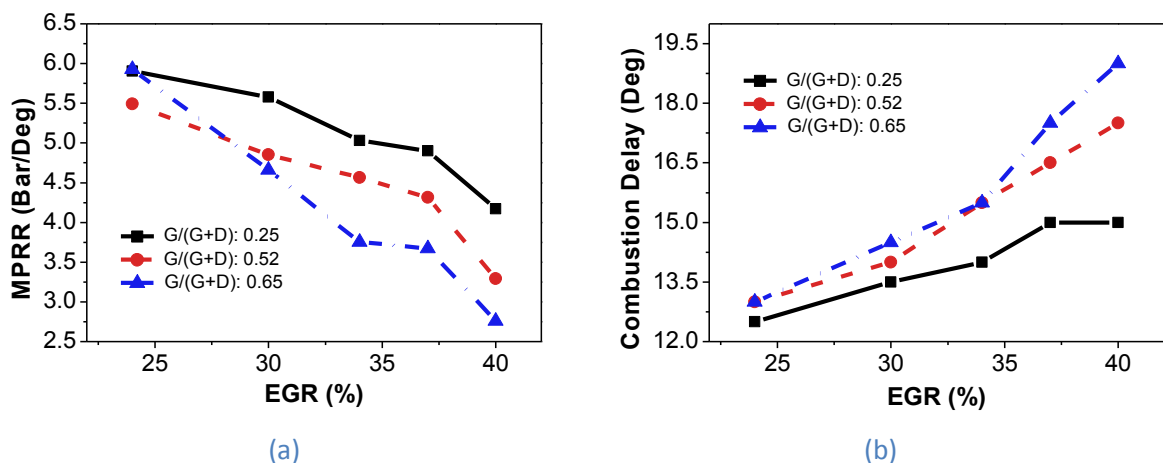 6.5
6.0
5.5
5.0
4.5
4.0
3.5
3.0
2.5
MPRR (Bar/Deg)
G/(G+D): 0.25
G/(G+D): 0.52
G/(G+D): 0.65
25 30 35 40
EGR (%)
(a)
19.5
18.0
16.5
15.0
13.5
12.0
Combustion Delay (Deg)
G/(G+D): 0.25
G/(G+D): 0.52
G/(G+D): 0.65
25 30 35 40
EGR (%)
(b)